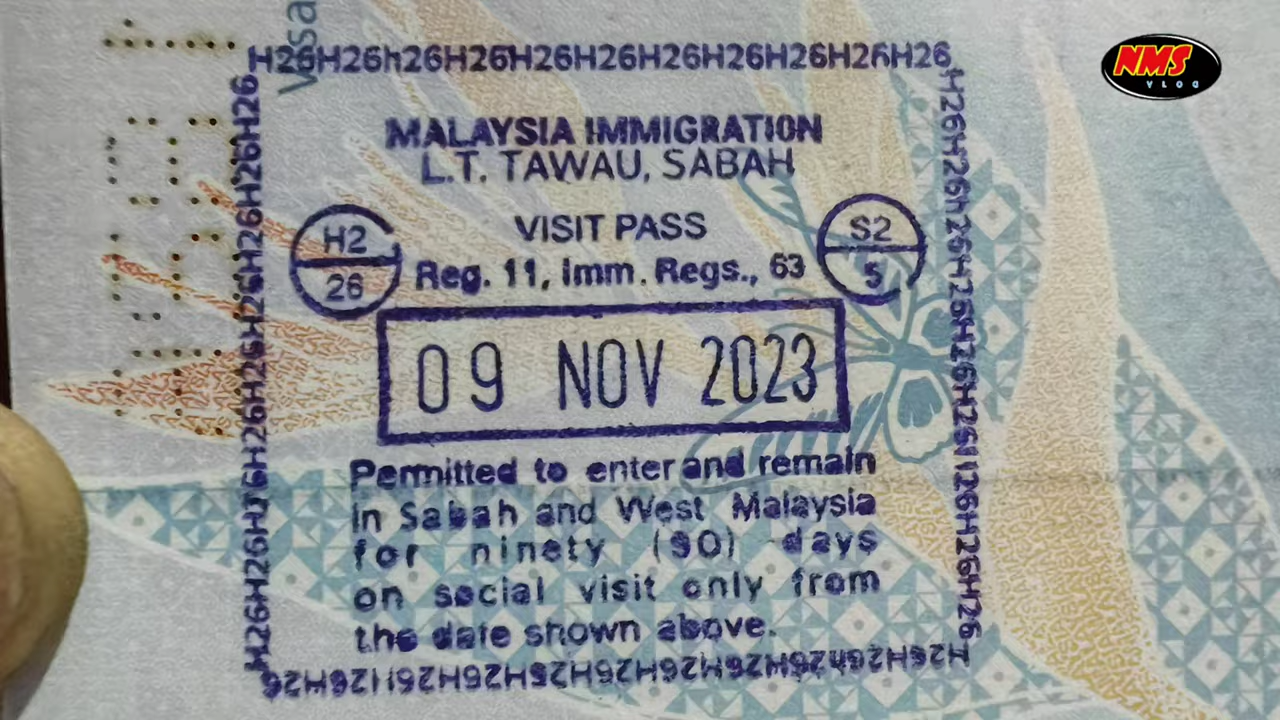 Visa
H26H26h26H26H26H26H26H26H26H26H26
NMS
VLOG
MALAYSIA IMMIGRATION
L.T. TAWAU, SABAH
VISIT PASS
H2
26
Reg. 11, Imm. Regs., 63
S2
5
09 NOV 2023
Permitted to enter and remain
in Sabah and West Malaysia
for ninety (90) days
on social visit only from
the date shown above.